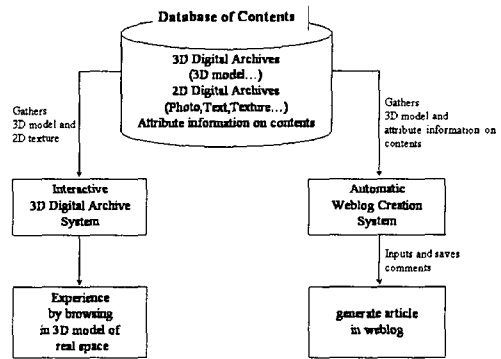 Database of Contents
3D Digital Archives
(3D model...)
2D Digital Archives
(Photo,Text,Texture...)
Attribute information on contents
Gathers
3D model and
2D texture
Gathers
3D model and
attribute information on
contents
Interactive
3D Digital Archive
System
Automatic
Weblog Creation
System
Inputs and saves
comments
Experience
by browsing
in 3D model of
real space
generate article
in weblog